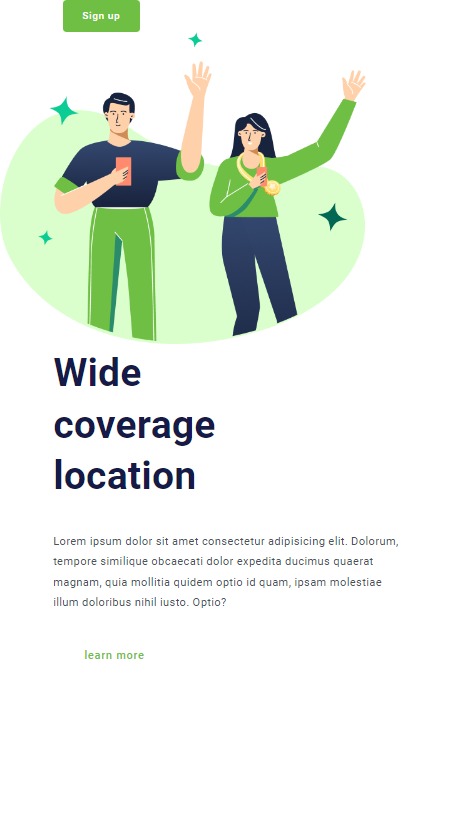 Sign up
Wide
coverage
location
Lorem ipsum dolor sit amet consectetur adipisicing elit. Dolorum,
tempore similique obcaecati dolor expedita ducimus quaerat
magnam, quia mollitia quidem optio id quam, ipsam molestiae
illum doloribus nihil iusto. Optio?
learn more